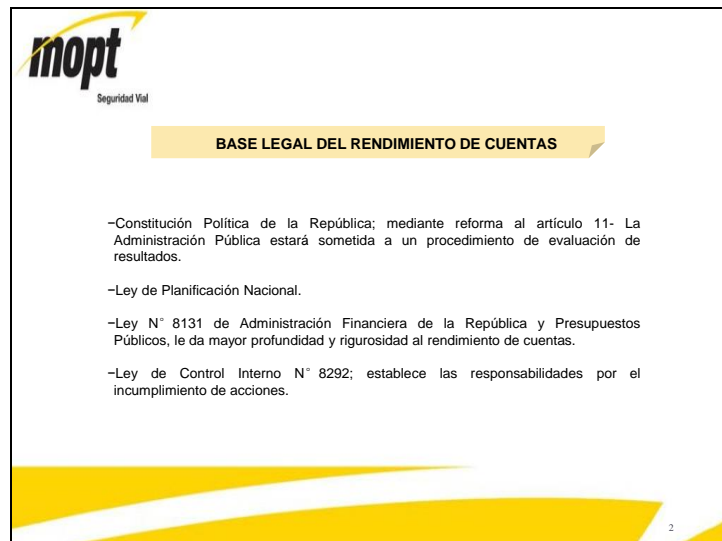 mopt
Seguridad Vial
BASE LEGAL DEL RENDIMIENTO DE CUENTAS
−Constitución Política de la República; mediante reforma al artículo 11- La
Administración Pública estará sometida a un procedimiento de evaluación de
resultados.
−Ley de Planificación Nacional.
−Ley N° 8131 de Administración Financiera de la República y Presupuestos
Públicos, le da mayor profundidad y rigurosidad al rendimiento de cuentas.
−Ley de Control Interno N° 8292; establece las responsabilidades por el
incumplimiento de acciones.
2